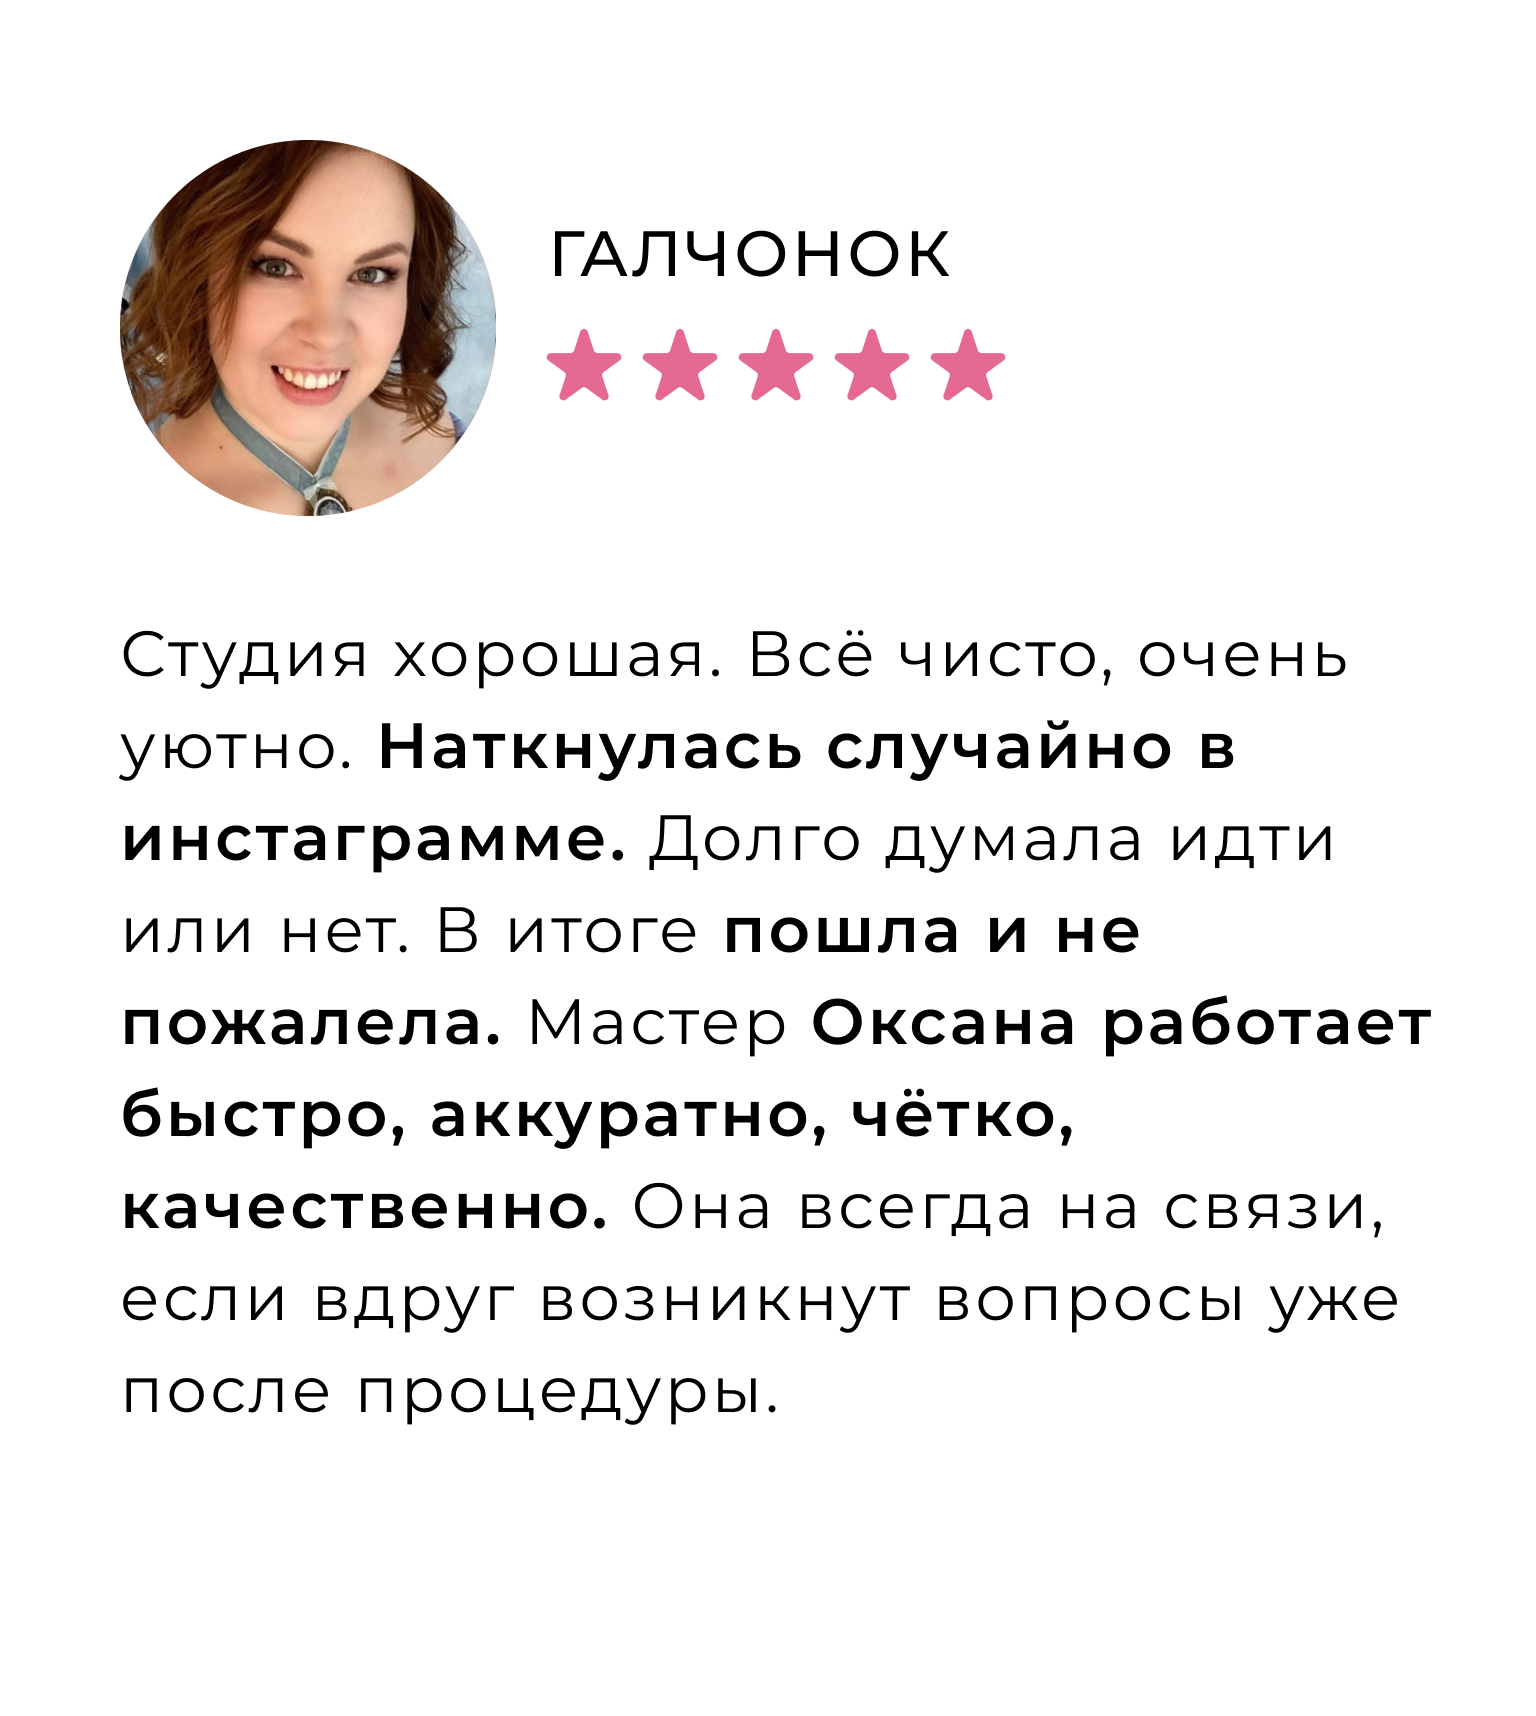 ГАЛЧОНОК
Студия хорошая. Всё чисто, очень
уютно. Наткнулась случайно в
инстаграмме. Долго думала идти
или нет. В итоге пошла и не
пожалела. Мастер Оксана работает
быстро, аккуратно, чётко,
качественно. Она всегда на связи,
если вдруг возникнут вопросы уже
после процедуры.